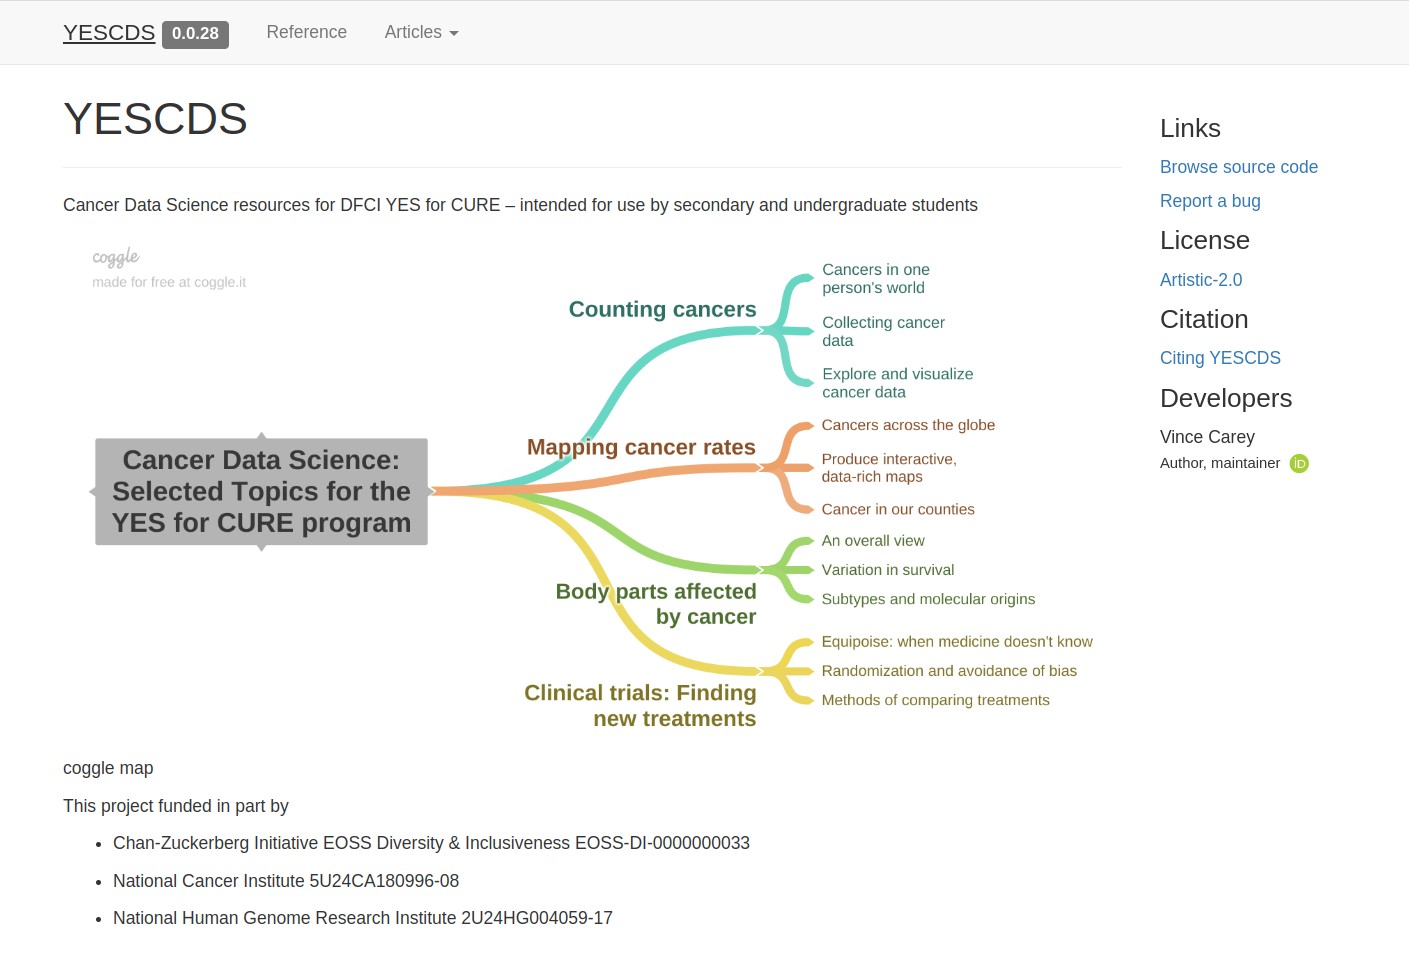 YESCDS 0.0.28 Reference Articles
YESCDS
Cancer Data Science resources for DFCI YES for CURE – intended for use by secondary and undergraduate students
coggle
made for free at coggle.it
Cancer Data Science:
Selected Topics for the
YES for CURE program
Counting cancers
Cancers in one
person's world
Collecting cancer
data
Explore and visualize
cancer data
Mapping cancer rates
Cancers across the globe
Produce interactive,
data-rich maps
Cancer in our counties
Body parts affected
by cancer
An overall view
Variation in survival
Subtypes and molecular origins
Clinical trials: Finding
new treatments
Equipoise: when medicine doesn't know
Randomization and avoidance of bias
Methods of comparing treatments
coggle map
This project funded in part by
• Chan-Zuckerberg Initiative EOSS Diversity & Inclusiveness EOSS-DI-0000000033
• National Cancer Institute 5U24CA180996-08
• National Human Genome Research Institute 2U24HG004059-17
Links
Browse source code
Report a bug
License
Artistic-2.0
Citation
Citing YESCDS
Developers
Vince Carey
Author, maintainer iD